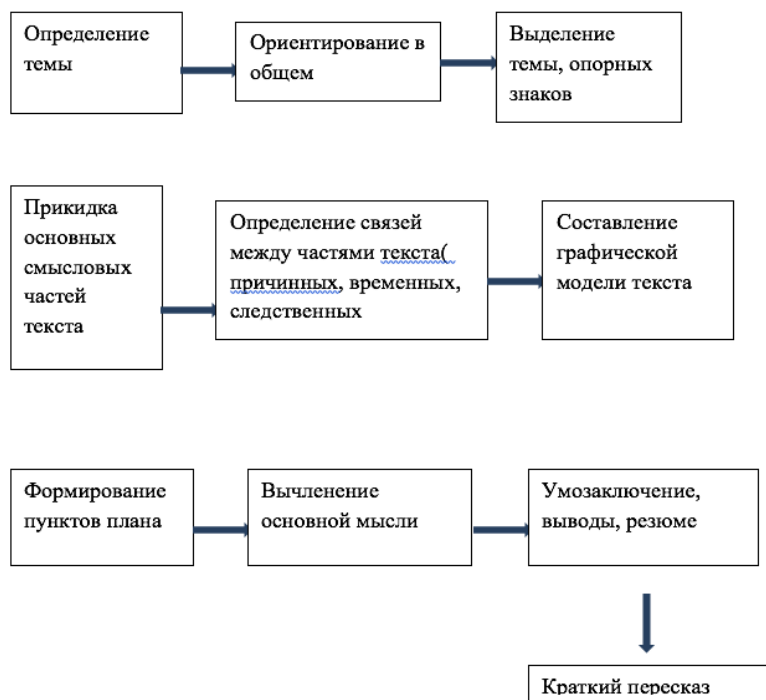 Определение
темы
Ориентирование в
общем
Выделение
темы, опорных
знаков
Прикидка
основных
смысловых
частей
текста
Определение связей
между частями текста(
причинных, временных,
следственных
Составление
графической
модели текста
Формирование
пунктов плана
Вычленение
основной мысли
Умозаключение,
выводы, резюме
Краткий пересказ